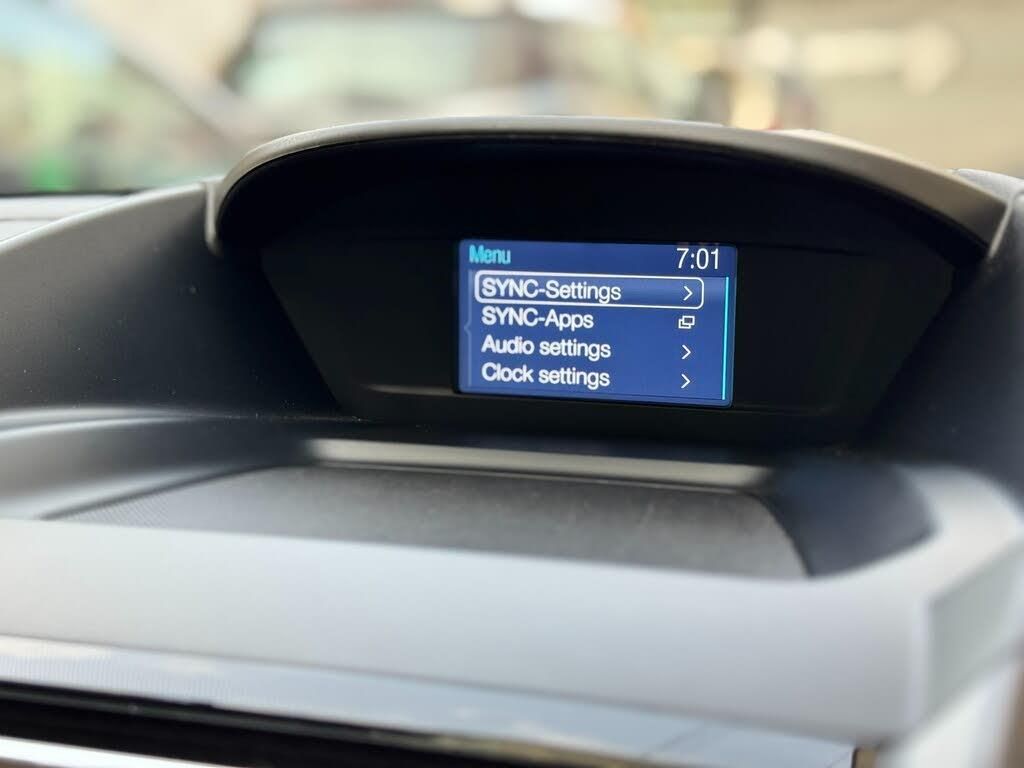 Menu 7:01
SYNC-Settings
SYNC-Apps
Audio settings
Clock settings